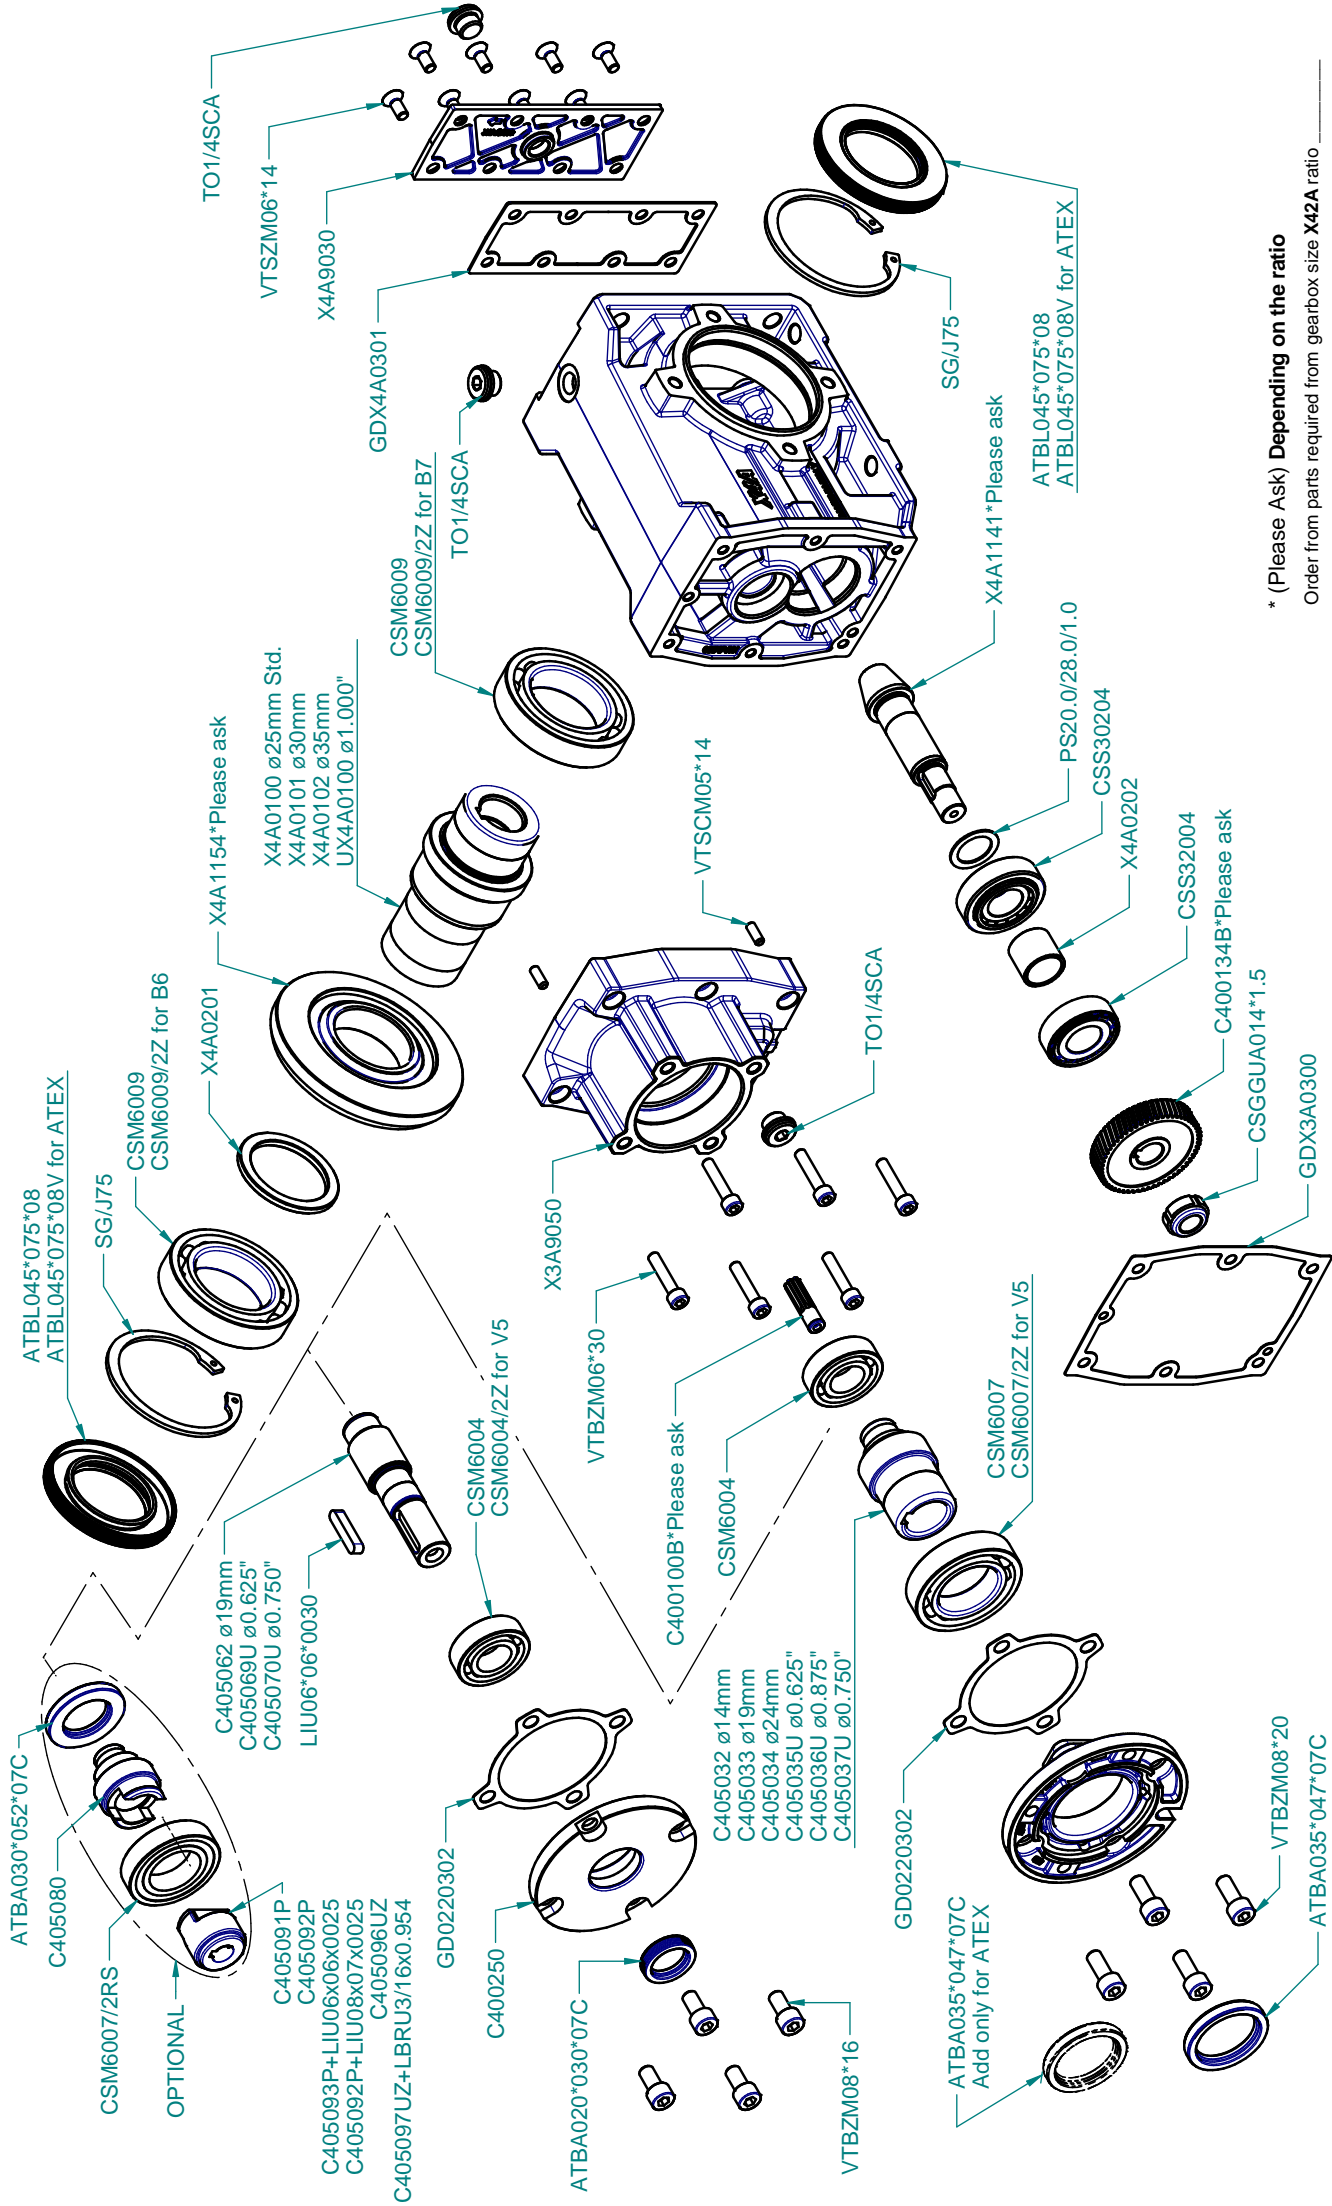 ATBA030*052*07C
C405080
CSM6007/2RS
OPTIONAL
C405091P
C405092P
C405093P+LIU06x06x0025
C405092P+LIU08x07x0025
C405096UZ
C405097UZ+LBRU3/16x0.954
ATBL045*075*08
ATBL045*075*08V for ATEX
SG/J75
CSM6009
CSM6009/2Z for B6
X4A0201
X4A1154*Please ask
X4A0100 ø25mm Std.
X4A0101 ø30mm
X4A0102 ø35mm
UX4A0100 ø1.000"
CSM6009
CSM6009/2Z for B7
TO1/4SCA
GDX4A0301
X4A9030
VTSZM06*14
TO1/4SCA
C405062 ø19mm
C405069U ø0.625"
C405070U ø0.750"
LIU06*06*0030
CSM6004
CSM6004/2Z for V5
GD0220302
C400250
ATBA020*030*07C
VTBZM08*16
VTBZM06*30
X3A9050
TO1/4SCA
VTSCM05*14
SG/J75
ATBL045*075*08
ATBL045*075*08V for ATEX
X4A1141*Please ask
PS20.0/28.0/1.0
CSS30204
X4A0202
CSS32004
C400134B*Please ask
CSGGUA014*1.5
GDX3A0300
C400100B*Please ask
CSM6004
C405032 ø14mm
C405033 ø19mm
C405034 ø24mm
C405035U ø0.625"
C405036U ø0.875"
C405037U ø0.750"
CSM6007
CSM6007/2Z for V5
GD0220302
ATBA035*047*07C
Add only for ATEX
VTBZM08*20
ATBA035*047*07C
* (Please Ask) Depending on the ratio
Order from parts required from gearbox size X42A ratio ________